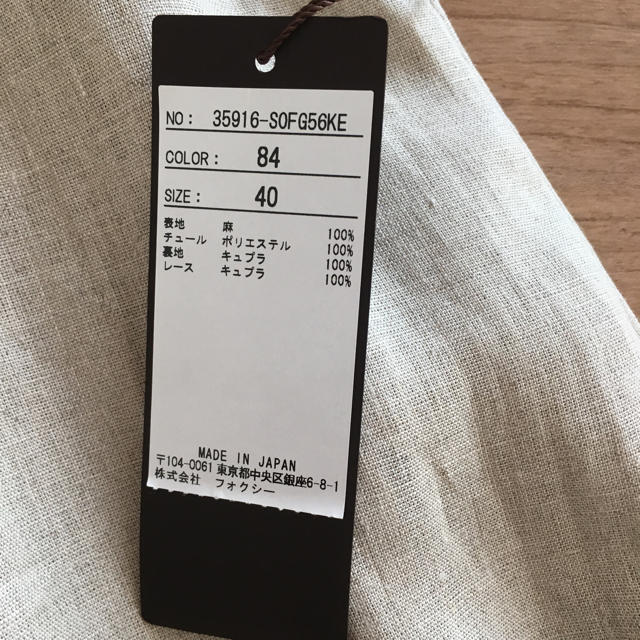 NO: 35916-SOFG56KE
COLOR: 84
SIZE: 40
表地 麻 100%
チュール ポリエステル 100%
裏地 キュプラ 100%
レース キュプラ 100%
MADE IN JAPAN
〒104-0061 東京都中央区銀座6-8-1
株式会社 フォクシー